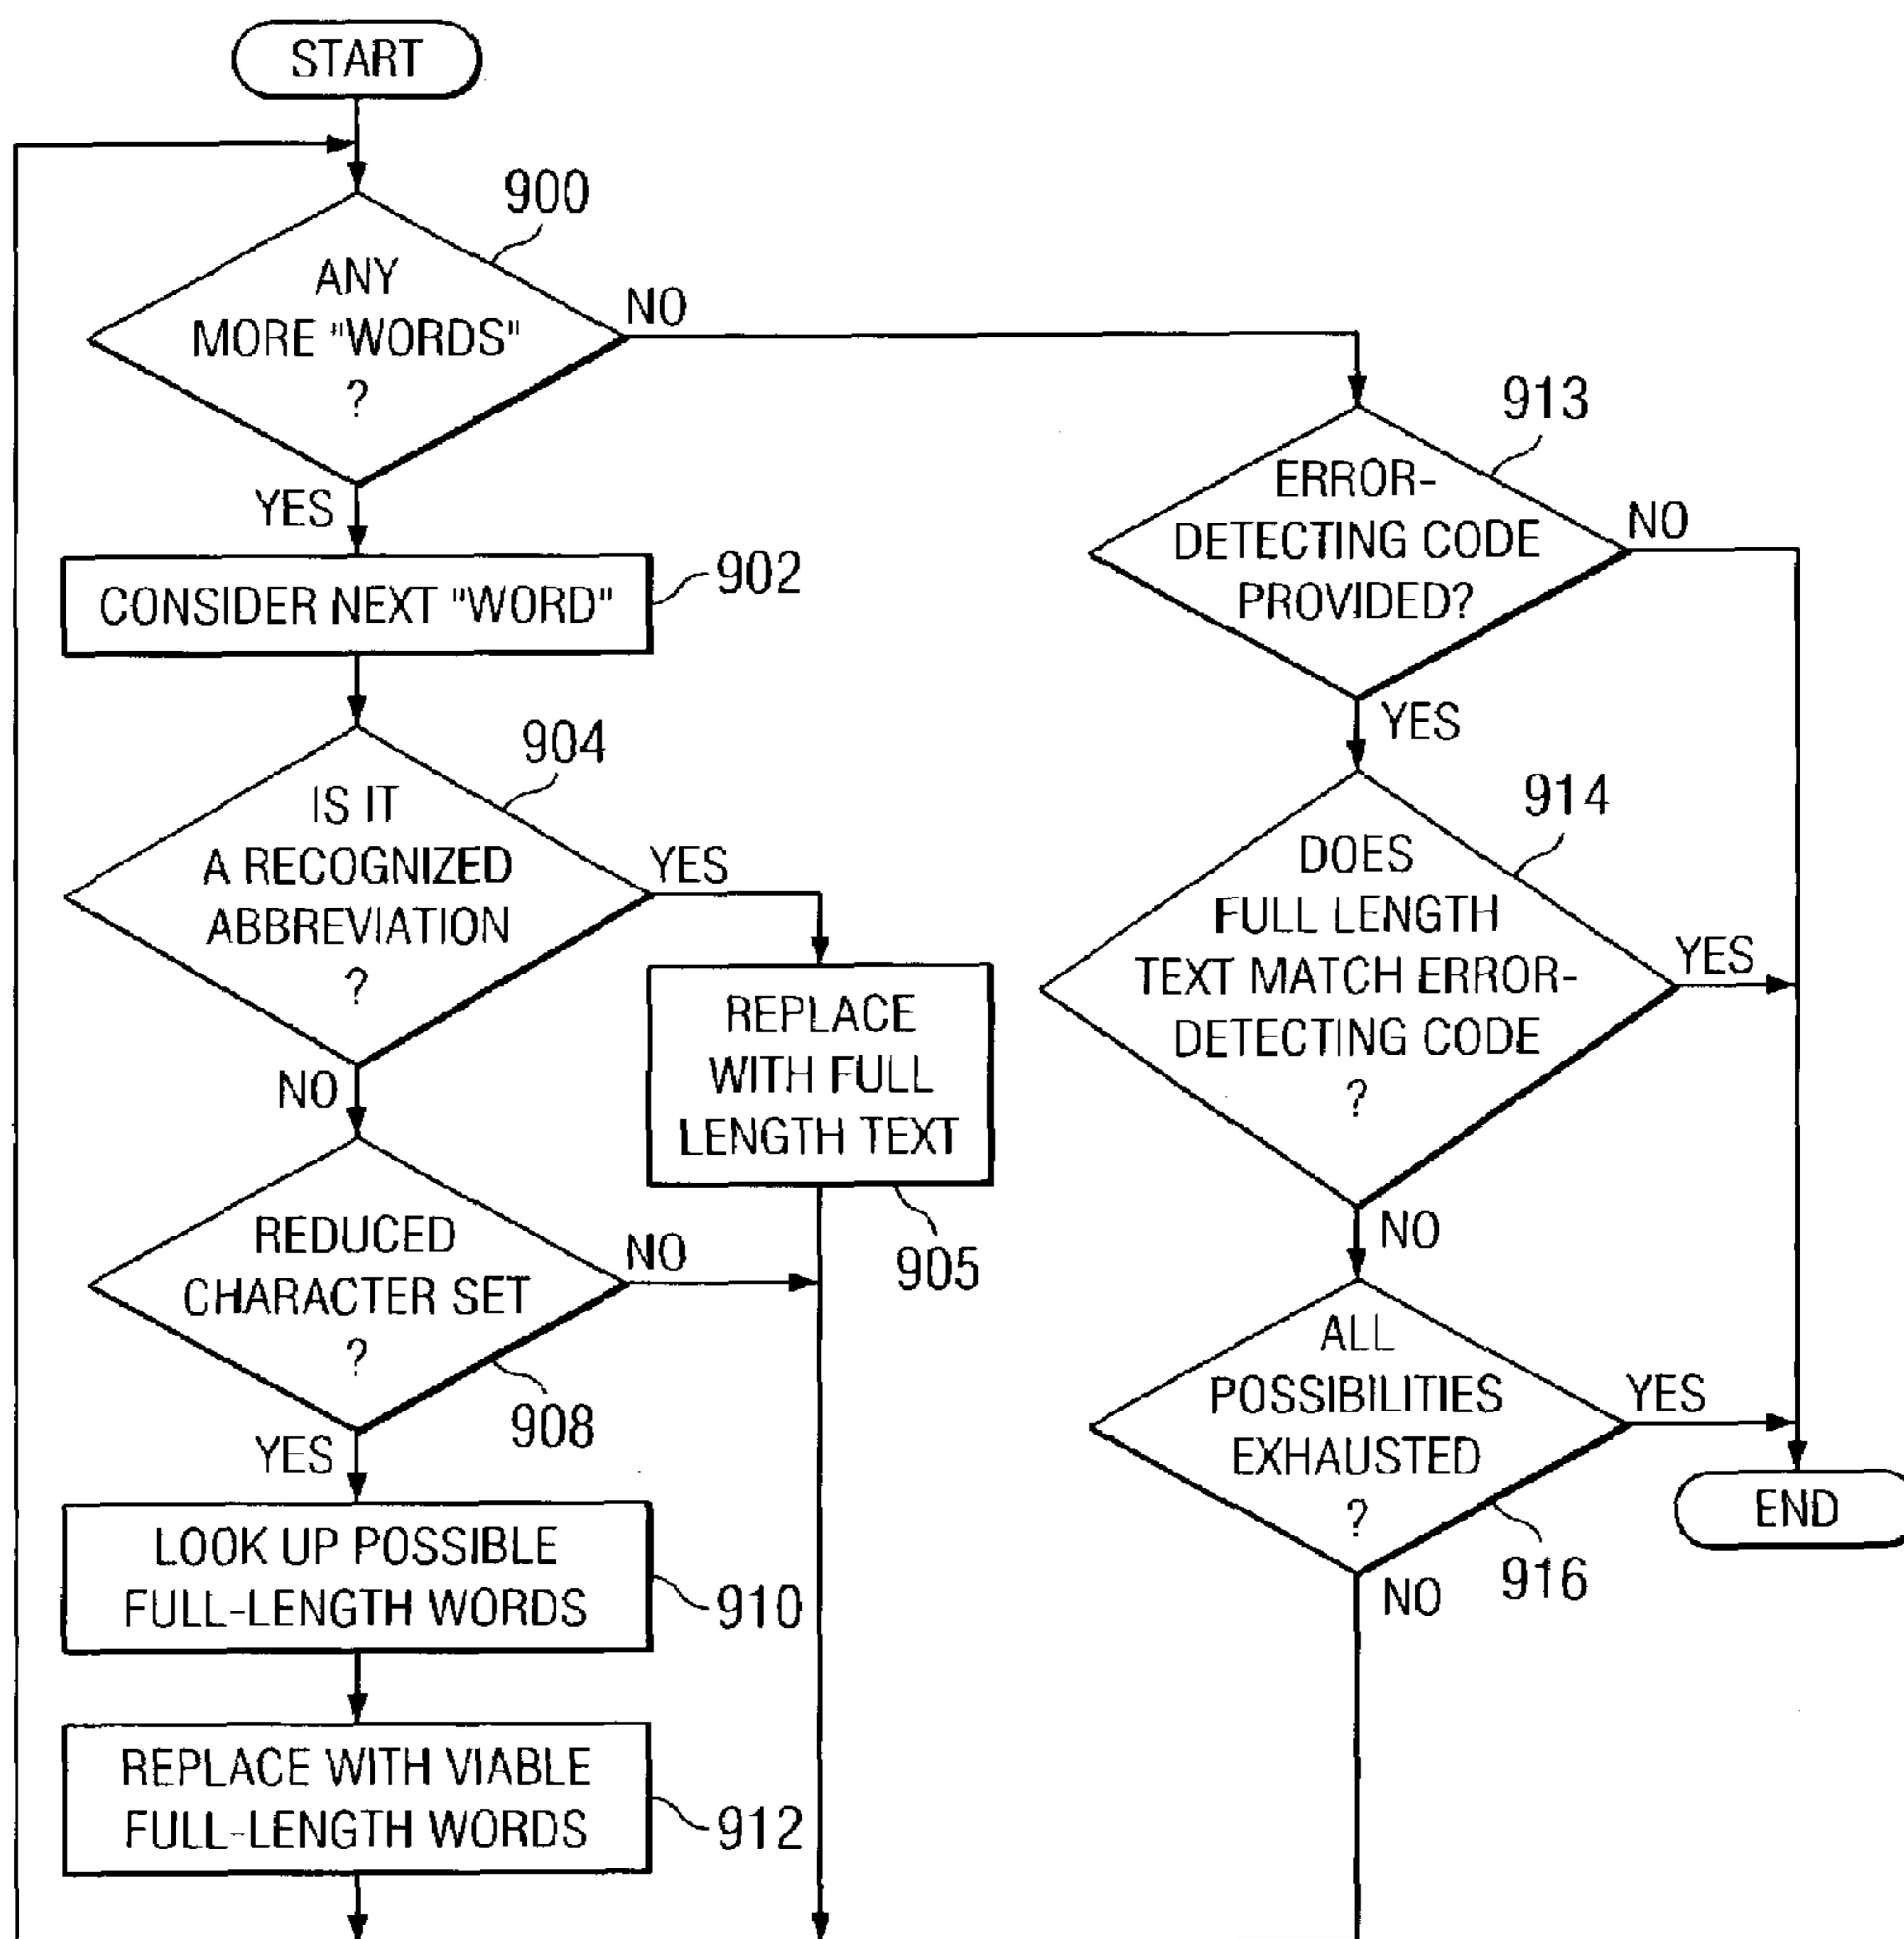 START
900
ANY
MORE "WORDS"
?
NO
YES
CONSIDER NEXT "WORD"
902
904
IS IT
A RECOGNIZED
ABBREVIATION
?
YES
NO
REPLACE
WITH FULL
LENGTH TEXT
905
REDUCED
CHARACTER SET
?
NO
908
YES
LOOK UP POSSIBLE
FULL-LENGTH WORDS
910
REPLACE WITH VIABLE
FULL-LENGTH WORDS
912
913
ERROR-
DETECTING CODE
PROVIDED?
NO
YES
914
DOES
FULL LENGTH
TEXT MATCH ERROR-
DETECTING CODE
?
YES
NO
ALL
POSSIBILITIES
EXHAUSTED
?
YES
916
NO
END